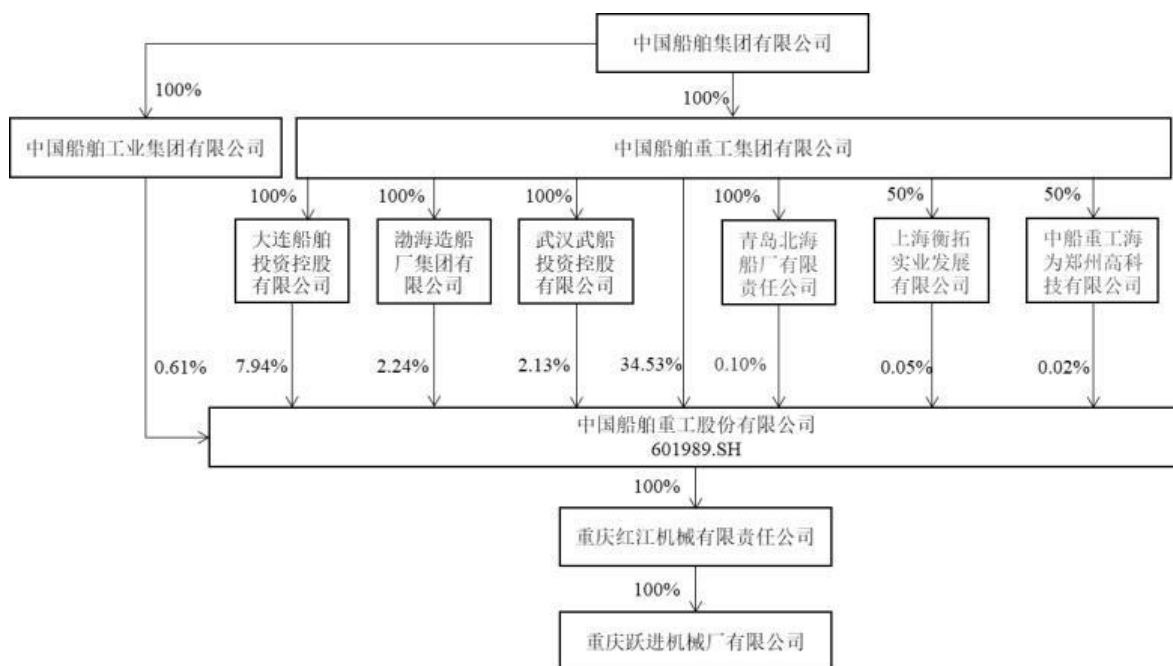 中国船舶集团有限公司
100%
100%
中国船舶工业集团有限公司
中国船舶重工集团有限公司
100%
100%
100%
100%
50%
50%
大连船舶
投资控股
有限公司
渤海造船
厂集团有
限公司
武汉武船
投资控股
有限公司
青岛北海
船厂有限
责任公司
上海衡拓
实业发展
有限公司
中船重工海
为郑州高科
技有限公司
0.61%
7.94%
2.24%
2.13%
34.53%
0.10%
0.05%
0.02%
中国船舶重工股份有限公司
601989.SH
100%
重庆红江机械有限责任公司
100%
重庆跃进机械厂有限公司